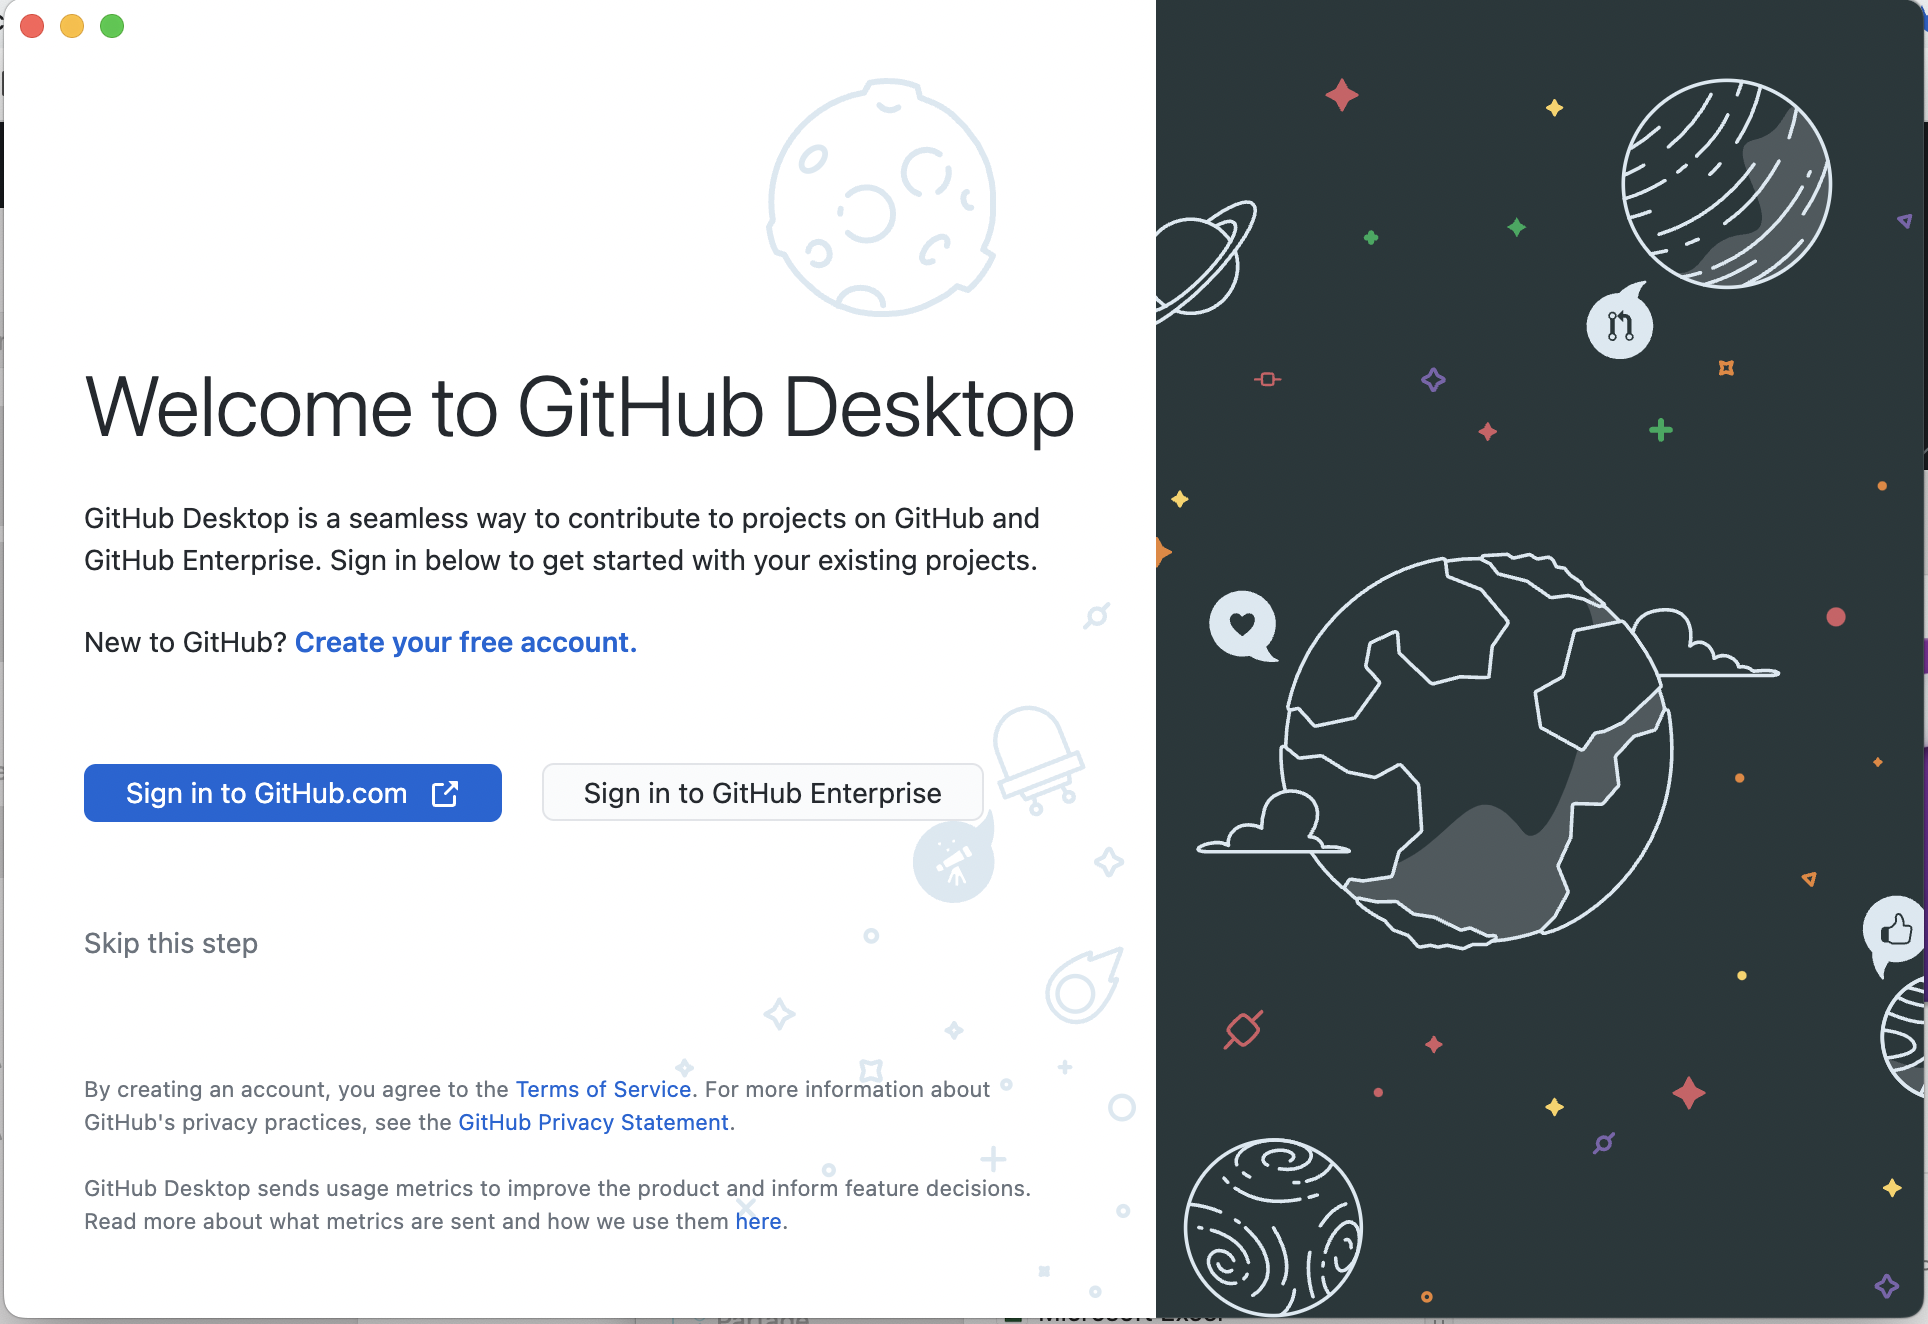 Welcome to GitHub Desktop
GitHub Desktop is a seamless way to contribute to projects on GitHub and
GitHub Enterprise. Sign in below to get started with your existing projects.
New to GitHub? Create your free account.
Sign in to GitHub.com
Sign in to GitHub Enterprise
Skip this step
By creating an account, you agree to the Terms of Service. For more information about
GitHub's privacy practices, see the GitHub Privacy Statement.
GitHub Desktop sends usage metrics to improve the product and inform feature decisions.
Read more about what metrics are sent and how we use them here.
Microsoft Excel